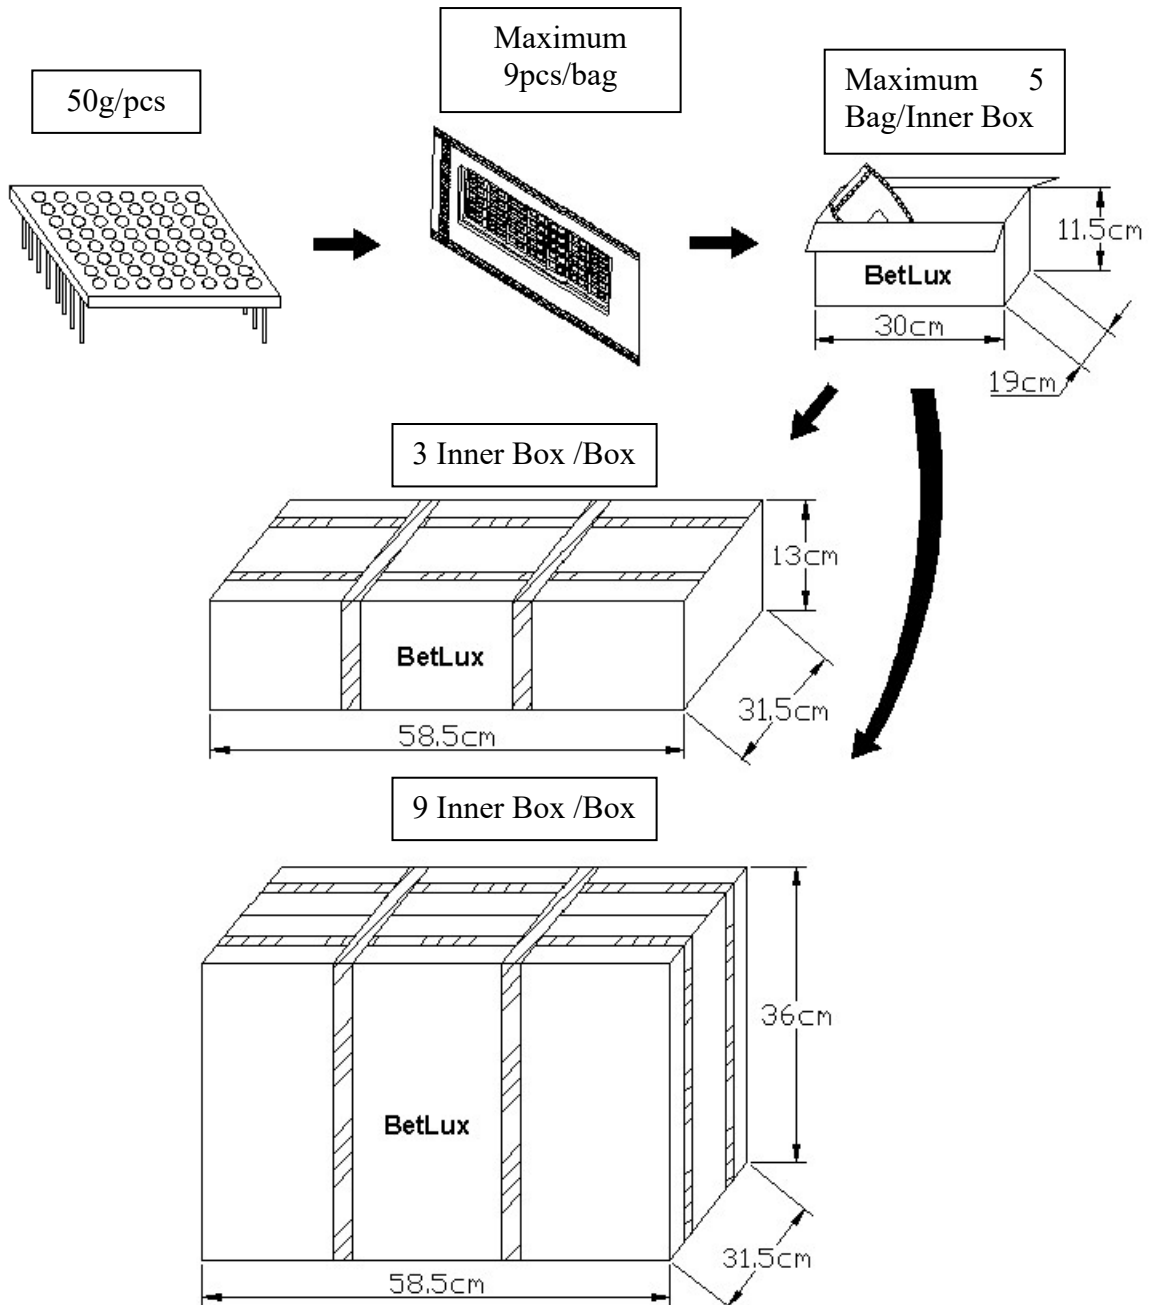 Maximum
9pcs/bag
50g/pcs
Maximum 5
Bag/Inner Box
11.5cm
BetLux
30cm
19cm
3 Inner Box /Box
13cm
BetLux
31.5cm
58.5cm
9 Inner Box /Box
36cm
BetLux
31.5cm
58.5cm